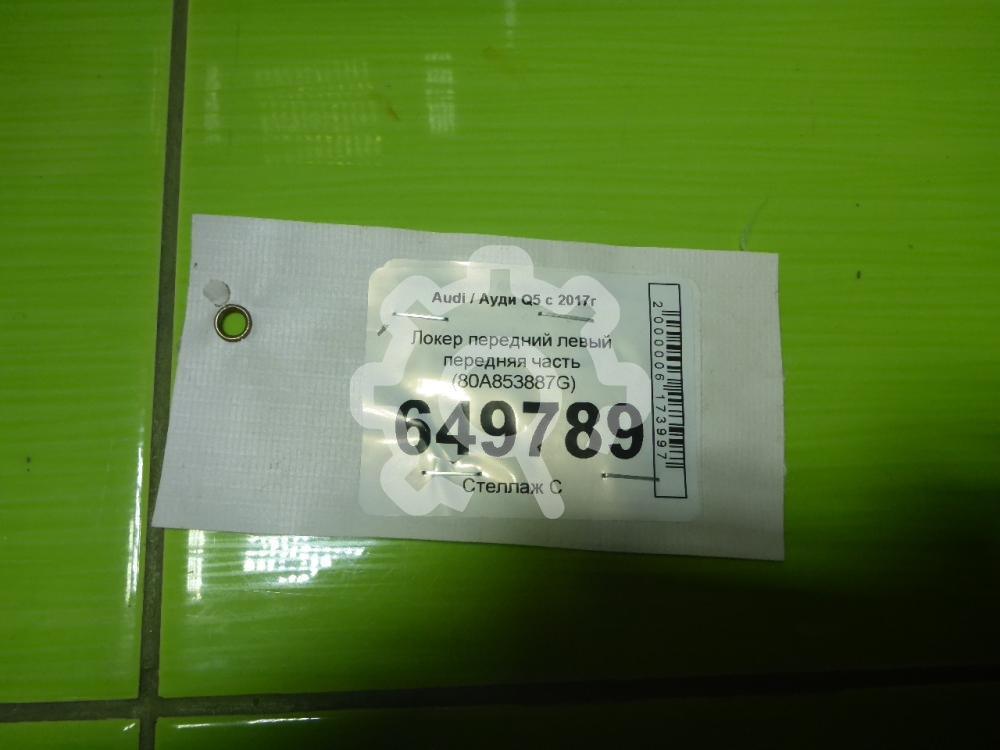 Audi / Ауди Q5 с 2017г
Локер передний левый
передняя часть
(80A853887G)
649789
Стеллаж С
2000006173997